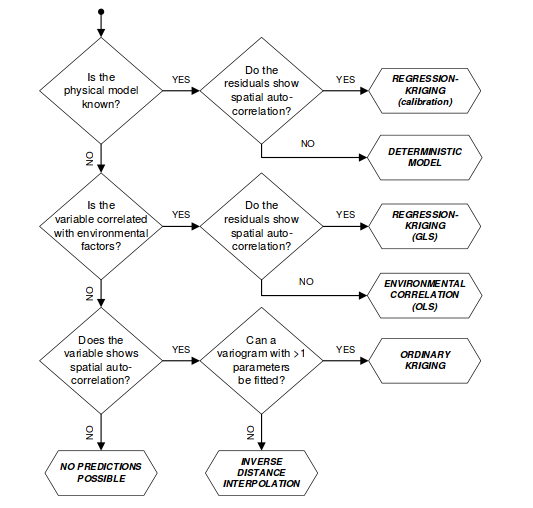 Is the
physical model
known?
YES
Do the
residuals show
spatial auto-
correlation?
YES
REGRESSION-
KRIGING
(calibration)
NO
DETERMINISTIC
MODEL
NO
Is the
variable correlated
with environmental
factors?
YES
Do the
residuals show
spatial auto-
correlation?
YES
REGRESSION-
KRIGING
(GLS)
NO
ENVIRONMENTAL
CORRELATION
(OLS)
NO
Does the
variable shows
spatial auto-
correlation?
YES
Can a
variogram with >1
parameters
be fitted?
YES
ORDINARY
KRIGING
NO
NO PREDICTIONS
POSSIBLE
NO
INVERSE
DISTANCE
INTERPOLATION